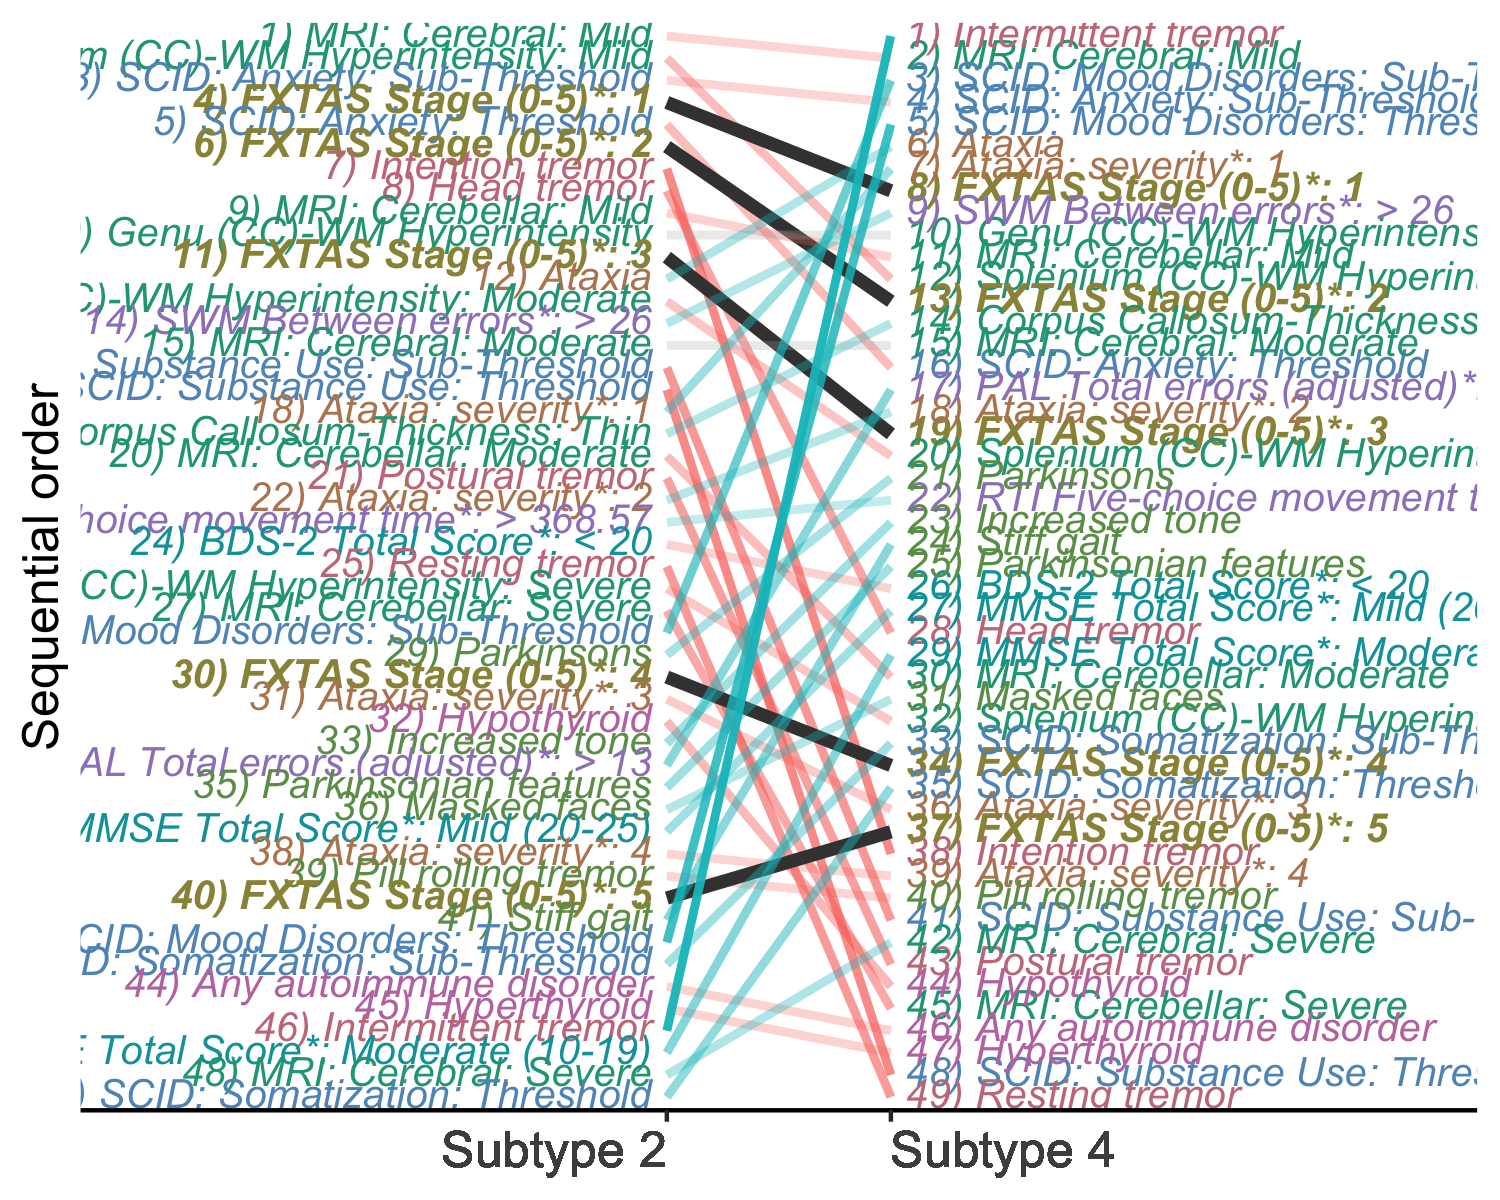 Sequential order
1) MRI: Cerebral: Mild
m (CC)-WM Hyperintensity: Mild
3) SCID: Anxiety: Sub-Threshold
4) FXTAS Stage (0-5)*: 1
5) SCID: Anxiety: Threshold
6) FXTAS Stage (0-5)*: 2
7) Intention tremor
8) Head tremor
9) MRI: Cerebellar: Mild
) Genu (CC)-WM Hyperintensity
11) FXTAS Stage (0-5)*: 3
12) Ataxia
C)-WM Hyperintensity: Moderate
14) SWM Between errors*: > 26
15) MRI: Cerebral: Moderate
Substance Use: Sub-Threshold
SCID: Substance Use: Threshold
18) Ataxia: severity*: 1
orpus Callosum-Thickness: Thin
20) MRI: Cerebellar: Moderate
21) Postural tremor
22) Ataxia: severity*: 2
hoice movement time*: > 368.57
24) BDS-2 Total Score*: < 20
25) Resting tremor
(CC)-WM Hyperintensity: Severe
27) MRI: Cerebellar: Severe
Mood Disorders: Sub-Threshold
29) Parkinsons
30) FXTAS Stage (0-5)*: 4
31) Ataxia: severity*: 3
32) Hypothyroid
33) Increased tone
AL Total errors (adjusted)*: > 13
35) Parkinsonian features
36) Masked faces
MMSE Total Score*: Mild (20-25)
38) Ataxia: severity*: 4
39) Pill rolling tremor
40) FXTAS Stage (0-5)*: 5
41) Stiff gait
CID: Mood Disorders: Threshold
D: Somatization: Sub-Threshold
44) Any autoimmune disorder
45) Hyperthyroid
46) Intermittent tremor
E Total Score*: Moderate (10-19)
48) MRI: Cerebral: Severe
) SCID: Somatization: Threshold
1) Intermittent tremor
2) MRI: Cerebral: Mild
3) SCID: Mood Disorders: Sub-T
4) SCID: Anxiety: Sub-Threshold
5) SCID: Mood Disorders: Thres
6) Ataxia
7) Ataxia: severity*: 1
8) FXTAS Stage (0-5)*: 1
9) SWM Between errors*: > 26
10) Genu (CC)-WM Hyperintens
11) MRI: Cerebellar: Mild
12) Splenium (CC)-WM Hyperint
13) FXTAS Stage (0-5)*: 2
14) Corpus Callosum-Thickness
15) MRI: Cerebral: Moderate
16) SCID: Anxiety: Threshold
17) PAL Total errors (adjusted)*
18) Ataxia: severity*: 2
19) FXTAS Stage (0-5)*: 3
20) Splenium (CC)-WM Hyperint
21) Parkinsons
22) RTI Five-choice movement t
23) Increased tone
24) Stiff gait
25) Parkinsonian features
26) BDS-2 Total Score*: < 20
27) MMSE Total Score*: Mild (20
28) Head tremor
29) MMSE Total Score*: Modera
30) MRI: Cerebellar: Moderate
31) Masked faces
32) Splenium (CC)-WM Hyperint
33) SCID: Somatization: Sub-Th
34) FXTAS Stage (0-5)*: 4
35) SCID: Somatization: Thresho
36) Ataxia: severity*: 3
37) FXTAS Stage (0-5)*: 5
38) Intention tremor
39) Ataxia: severity*: 4
40) Pill rolling tremor
41) SCID: Substance Use: Sub-
42) MRI: Cerebral: Severe
43) Postural tremor
44) Hypothyroid
45) MRI: Cerebellar: Severe
46) Any autoimmune disorder
47) Hyperthyroid
48) SCID: Substance Use: Thres
49) Resting tremor
Subtype 2
Subtype 4